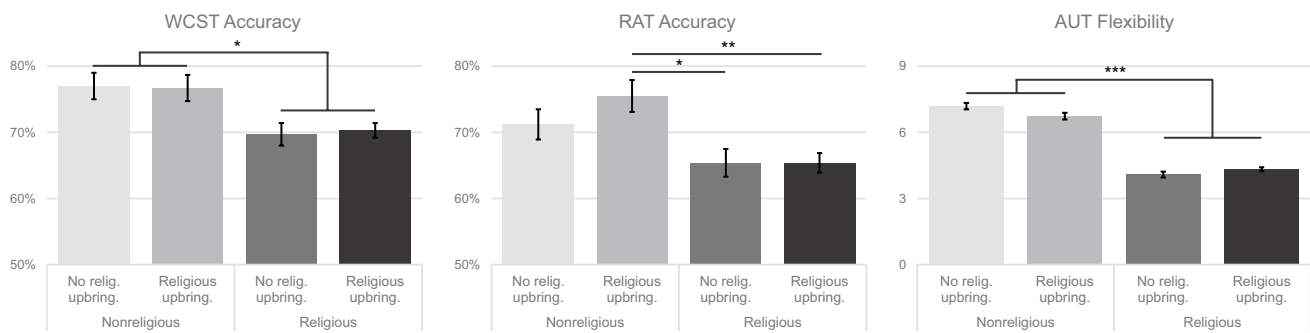 WCST Accuracy
*
80%
70%
60%
50%
No relig. upbring.
Religious upbring.
No relig. upbring.
Religious upbring.
Nonreligious
Religious
RAT Accuracy
**
*
80%
70%
60%
50%
No relig. upbring.
Religious upbring.
No relig. upbring.
Religious upbring.
Nonreligious
Religious
AUT Flexibility
***
9
6
3
0
No relig. upbring.
Religious upbring.
No relig. upbring.
Religious upbring.
Nonreligious
Religious